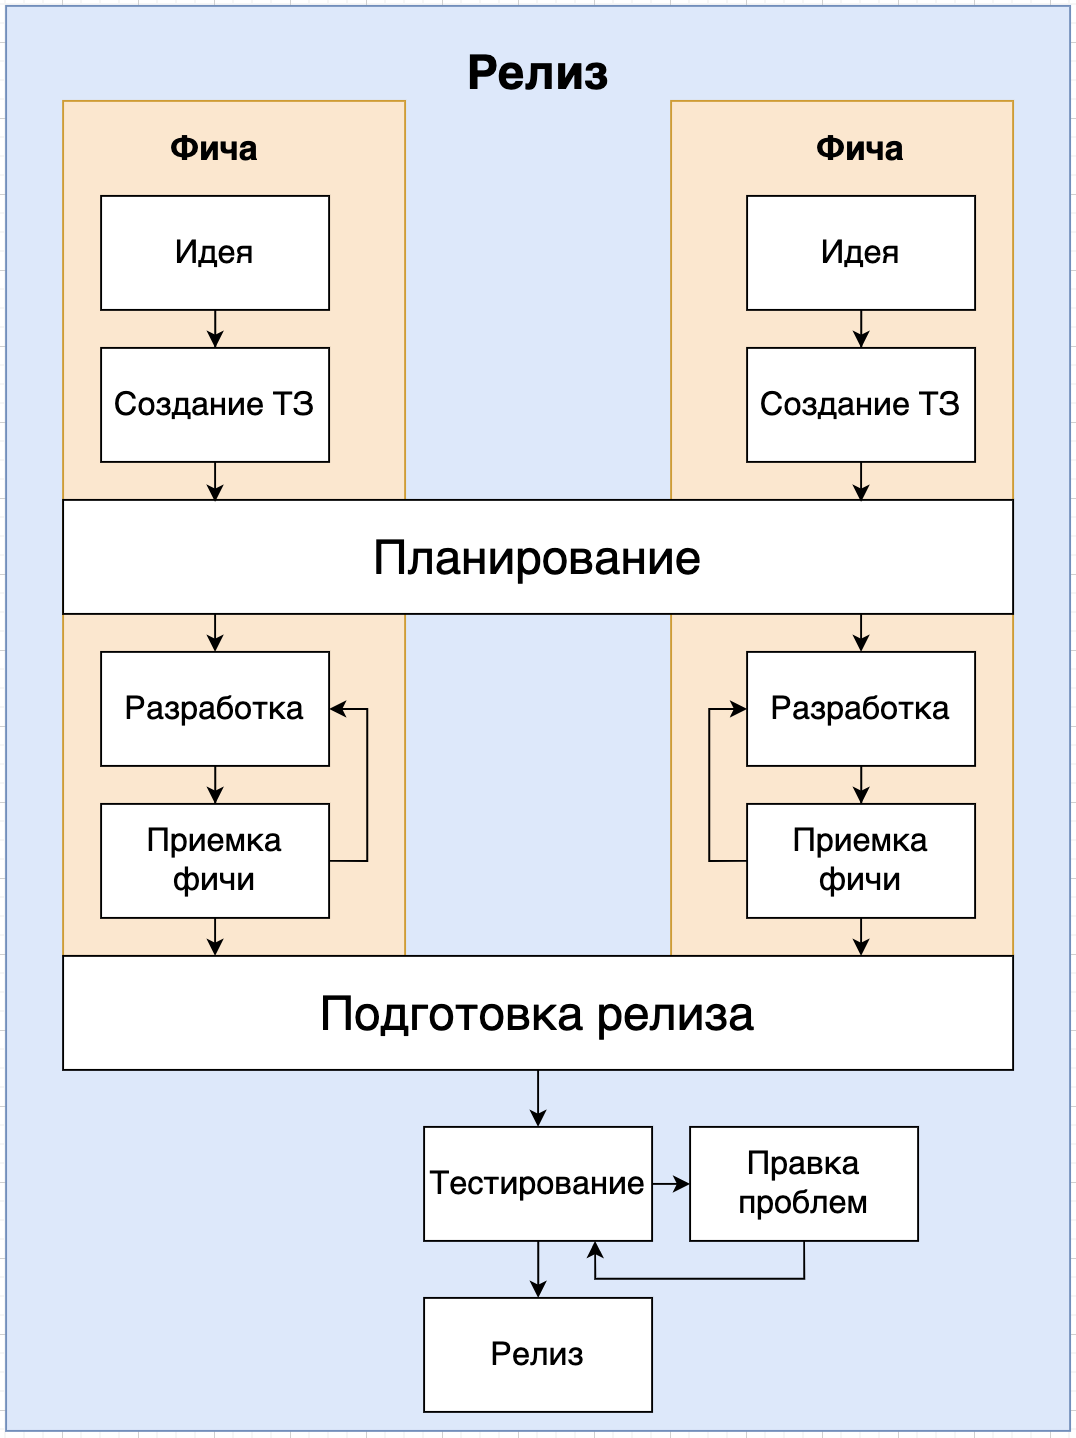 Релиз
Фича
Фича
Идея
Идея
Создание ТЗ
Создание ТЗ
Планирование
Разработка
Разработка
Приемка
фичи
Приемка
фичи
Подготовка релиза
Тестирование
Правка
проблем
Релиз